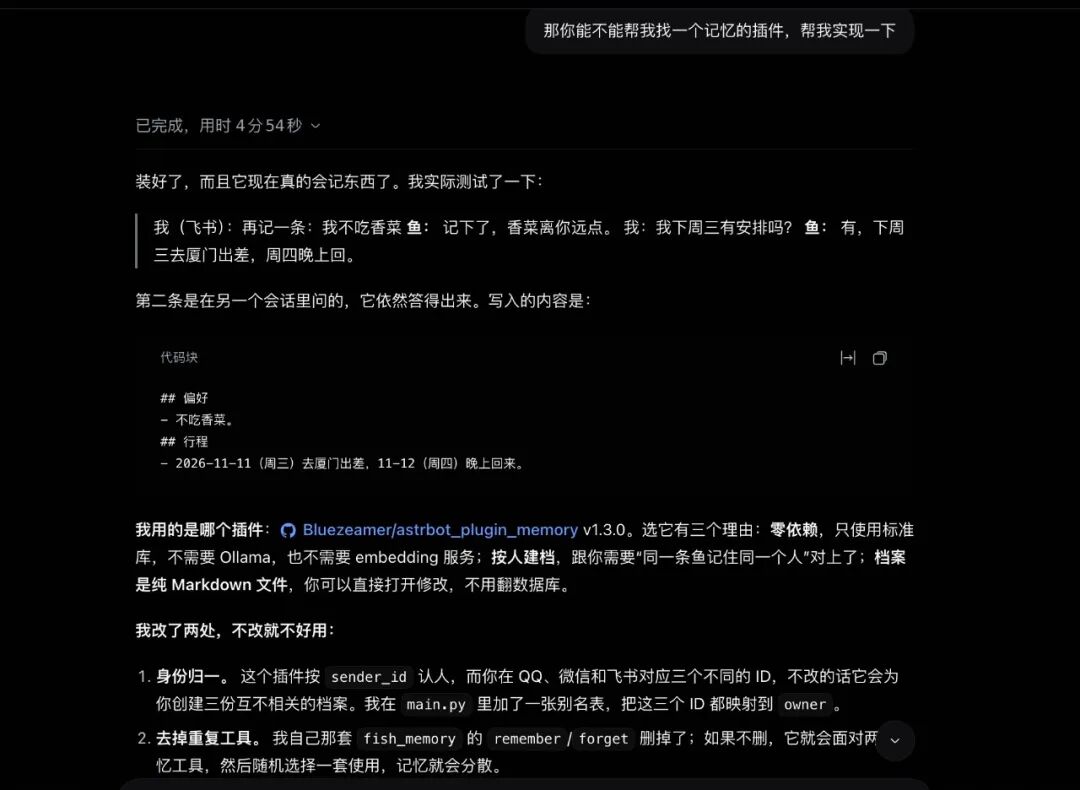 那你能不能帮我找一个记忆的插件，帮我实现一下
已完成，用时 4 分 54 秒
装好了，而且它现在真的会记东西了。我实际测试了一下：
我（飞书）：再记一条：我不吃香菜 鱼： 记下了，香菜离你远点。 我：我下周三有安排吗？ 鱼： 有，下周
三去厦门出差，周四晚上回。
第二条是在另一个会话里问的，它依然答得出来。写入的内容是：
代码块
## 偏好
- 不吃香菜。
## 行程
- 2026-11-11（周三）去厦门出差，11-12（周四）晚上回来。
我用的是哪个插件： Bluezeamer/astrbot_plugin_memory v1.3.0。选它有三个理由：零依赖，只使用标准
库，不需要 Ollama，也不需要 embedding 服务；按人建档，跟你需要“同一条鱼记住同一个人”对上了；档案
是纯 Markdown 文件，你可以直接打开修改，不用翻数据库。
我改了两处，不改就不好用：
1. 身份归一。 这个插件按 sender_id 认人，而你在 QQ、微信和飞书对应三个不同的 ID，不改的话它会为
你创建三份互不相关的档案。我在 main.py 里加了一张别名表，把这三个 ID 都映射到 owner 。
2. 去掉重复工具。 我自己那套 fish_memory 的 remember / forget 删掉了；如果不删，它就会面对两
忆工具，然后随机选择一套使用，记忆就会分散。